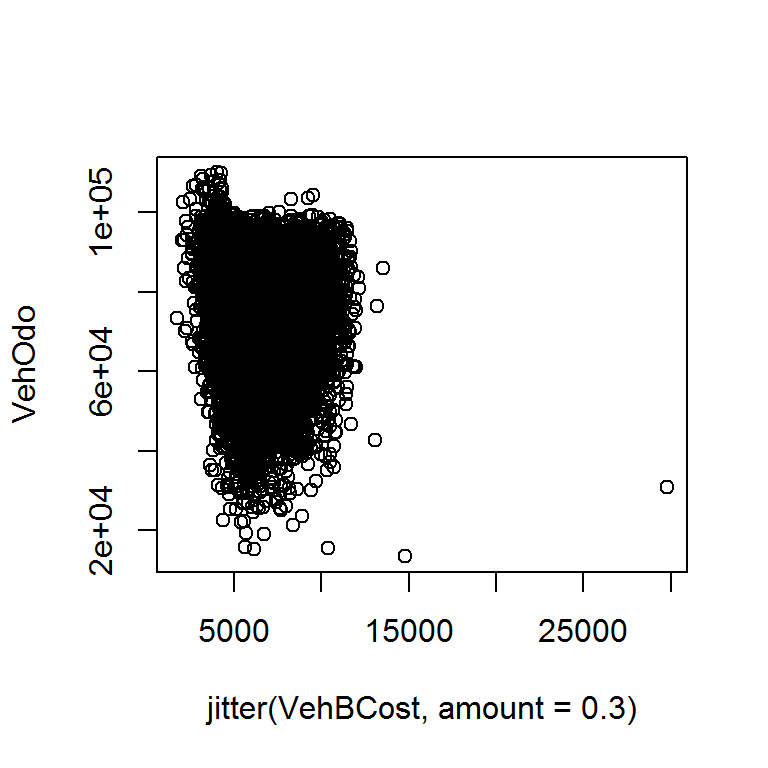 1e+05
6e+04
2e+04
VehOdo
5000
15000
25000
jitter(VehBCost, amount = 0.3)